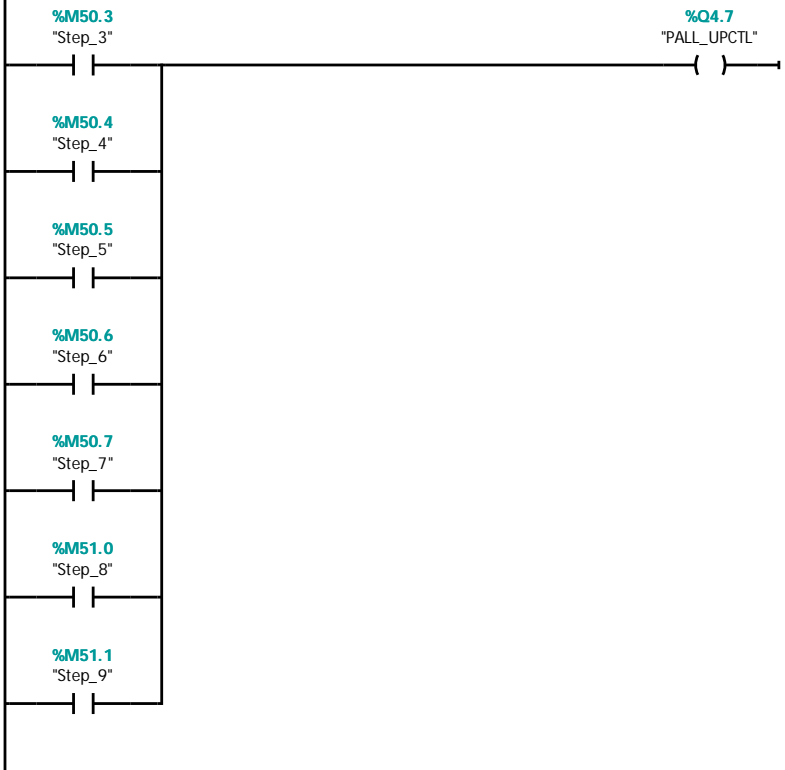 %M50.3
"Step_3"
%Q4.7
"PALL_UPCTL"
%M50.4
"Step_4"
%M50.5
"Step_5"
%M50.6
"Step_6"
%M50.7
"Step_7"
%M51.0
"Step_8"
%M51.1
"Step_9"